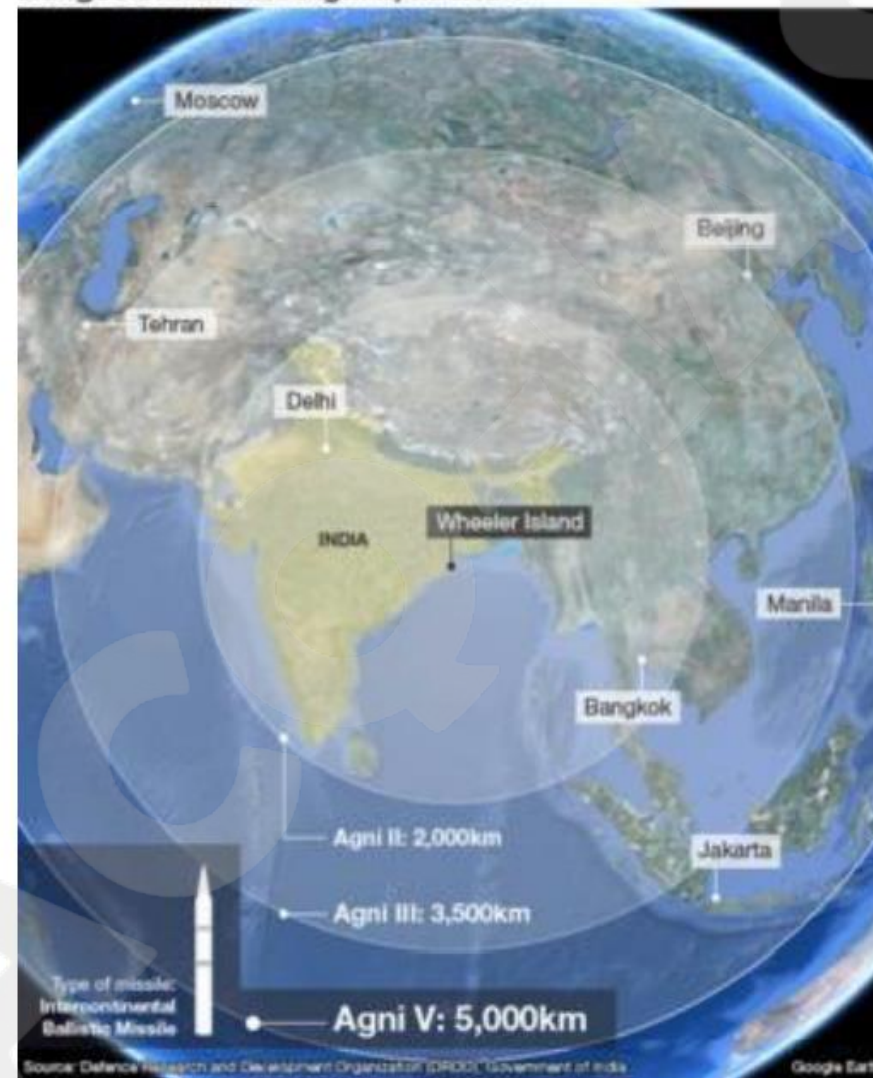 Moscow
Beijing
Tehran
Delhi
Wheeler Island
INDIA
Manila
Bangkok
Agni II: 2,000km
Jakarta
Agni III: 3,500km
Type of missile:
Intercontinental
Ballistic Missile
Agni V: 5,000km
Source: Defence Research and Development Organization (DRDO), Government of India
Google Eart